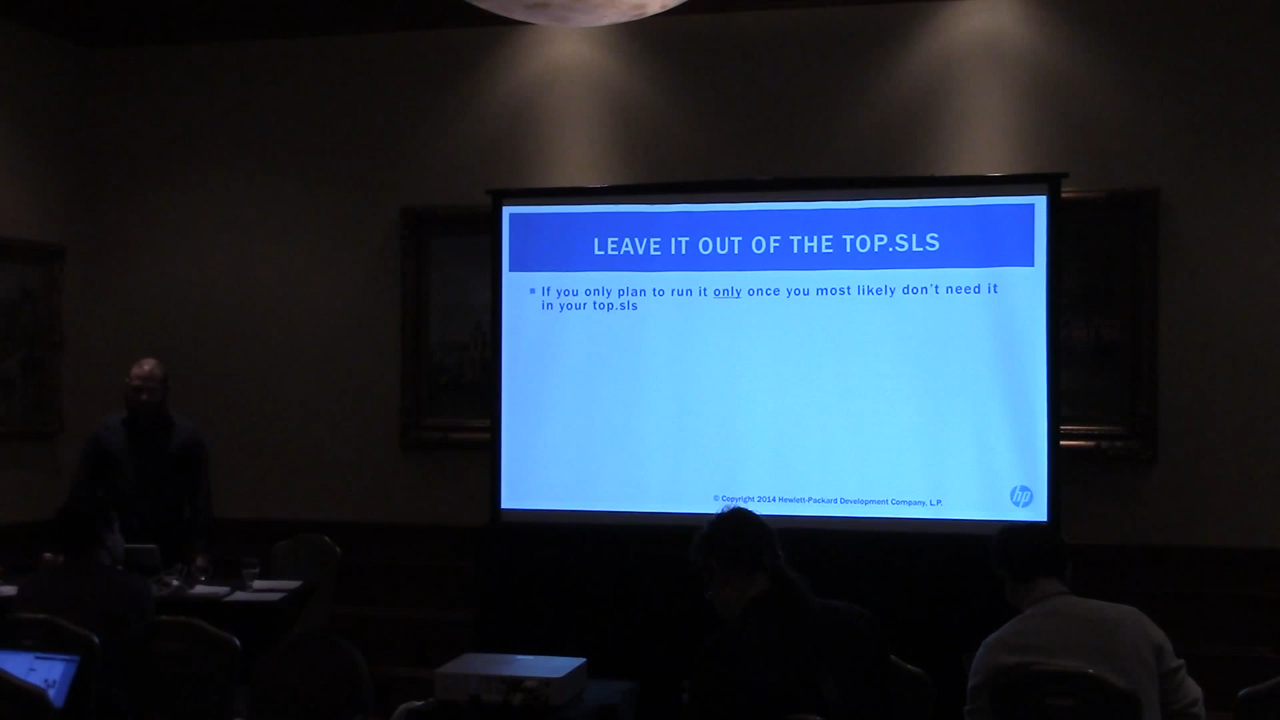 LEAVE IT OUT OF THE TOP.SLS
If you only plan to run it only once you most likely don't need it
in your top.sls
© Copyright 2014 Hewlett-Packard Development Company, L.P.
hp